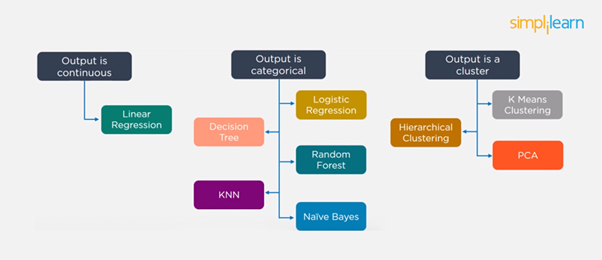 simplilearn
Output is
continuous
Linear
Regression
Output is
categorical
Logistic
Regression
Decision
Tree
Random
Forest
KNN
Naïve Bayes
Output is a
cluster
K Means
Clustering
Hierarchical
Clustering
PCA